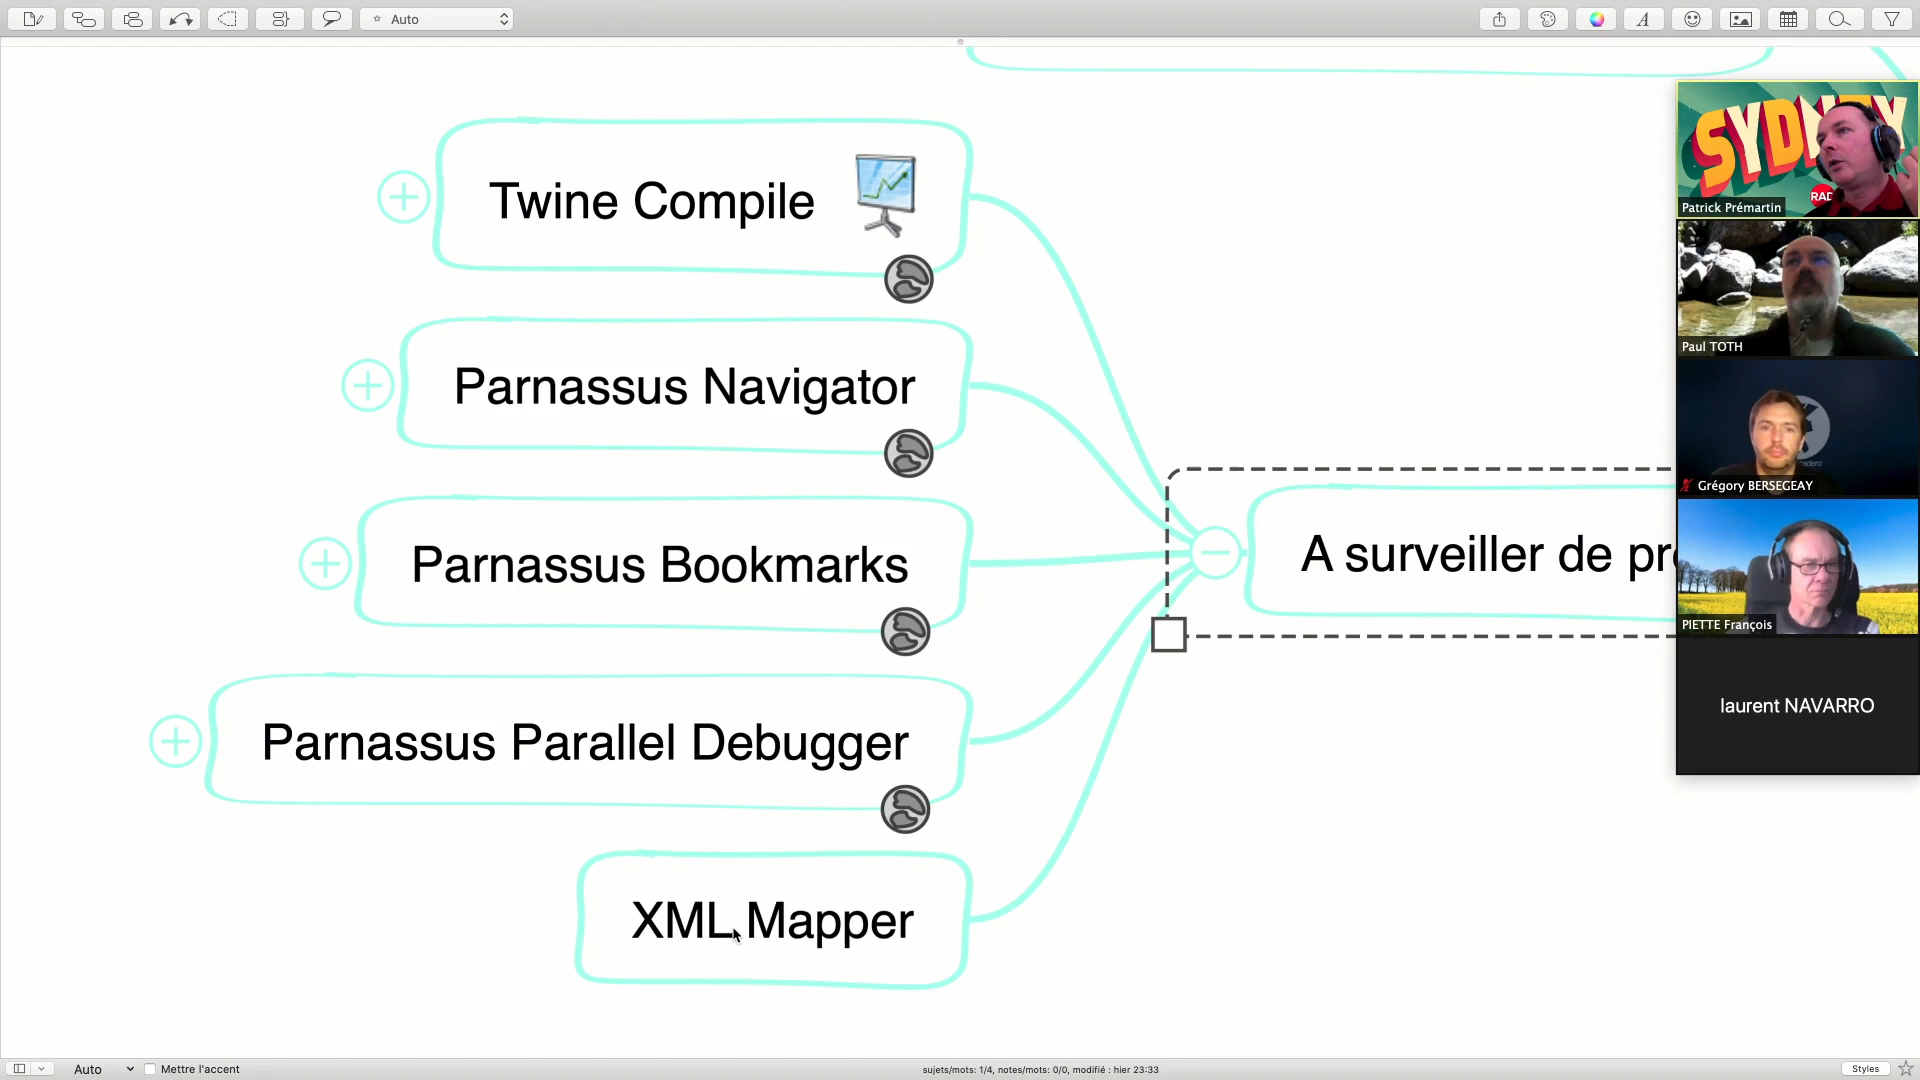 Auto
Twine Compile
Parnassus Navigator
Parnassus Bookmarks
Parnassus Parallel Debugger
XML Mapper
A surveiller de
SYDNEY
RAD
Patrick Prémartin
Paul TOTH
Grégory BERSEGEAY
PIETTE François
laurent NAVARRO
Auto
Mettre l'accent
sujets/mots: 1/4, notes/mots: 0/0, modifié : hier 23:33
Styles